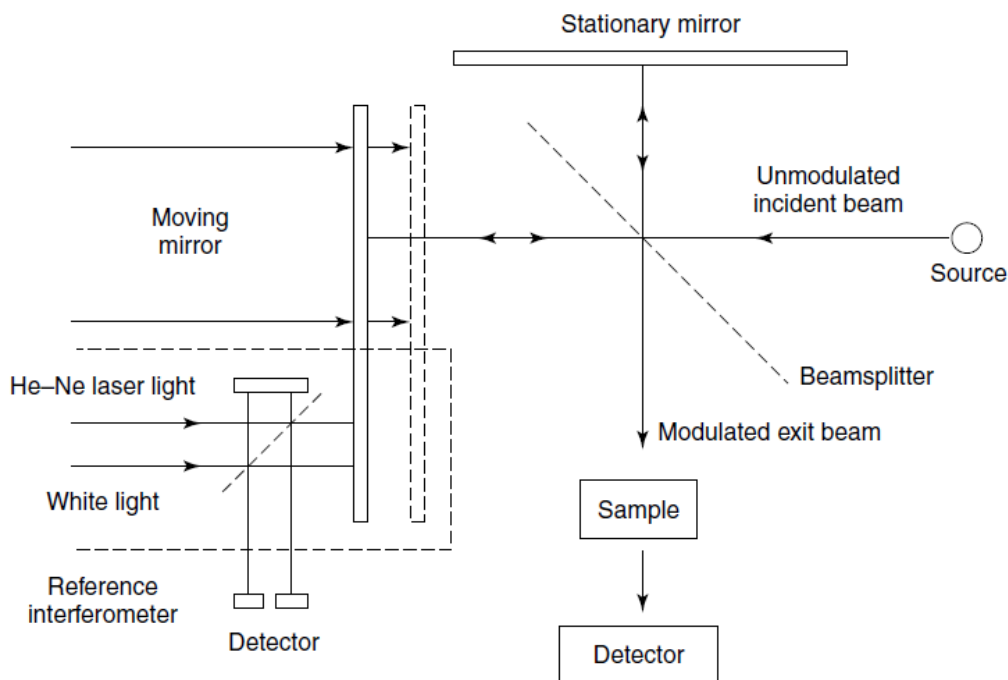 Stationary mirror
Unmodulated
incident beam
Moving
mirror
Source
Beamsplitter
He–Ne laser light
Modulated exit beam
White light
Sample
Reference
interferometer
Detector
Detector